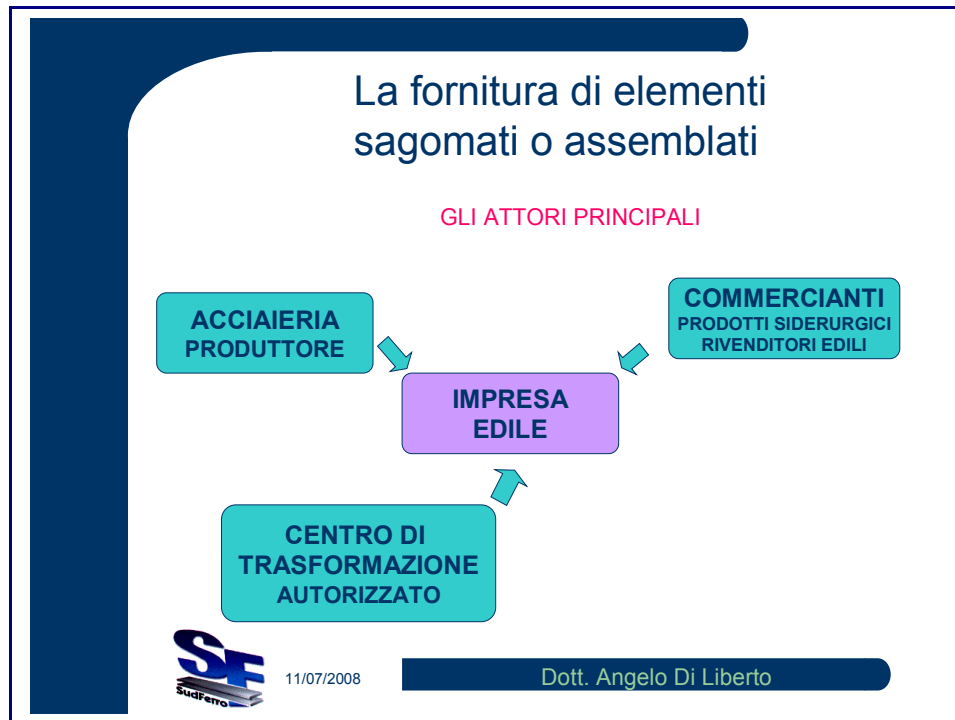 La fornitura di elementi
sagomati o assemblati
GLI ATTORI PRINCIPALI
ACCIAIERIA
PRODUTTORE
COMMERCIANTI
PRODOTTI SIDERURGICI
RIVENDITORI EDILI
IMPRESA
EDILE
CENTRO DI
TRASFORMAZIONE
AUTORIZZATO
SF
SudFerro
11/07/2008
Dott. Angelo Di Liberto